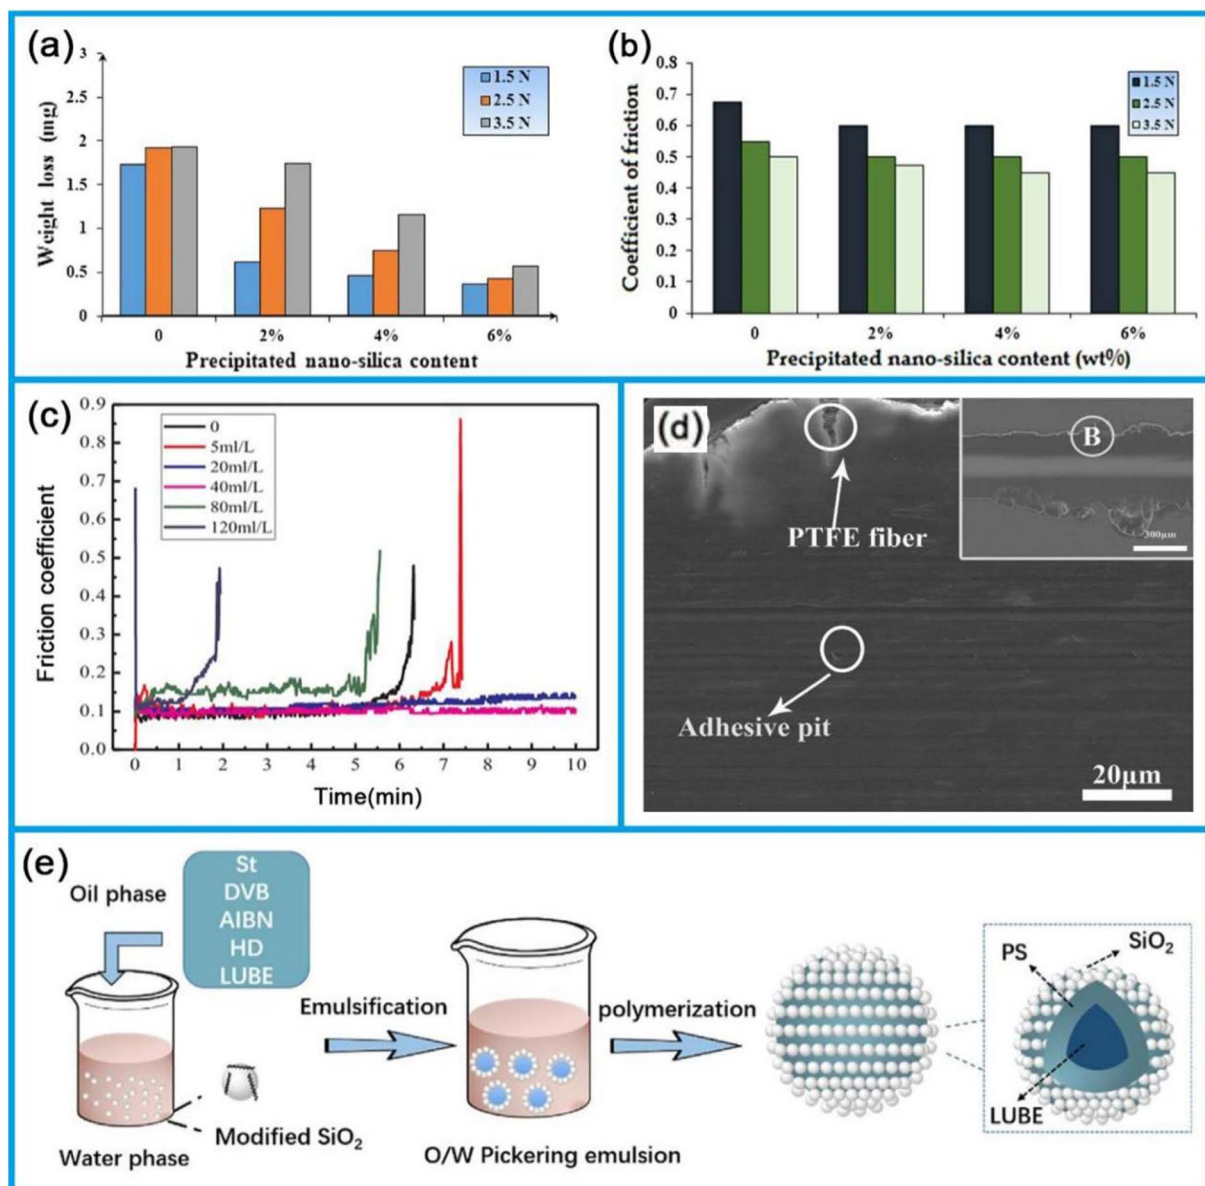 (a)
3
2.5
2
1.5
1
0.5
0
Weight loss (mg)
1.5 N
2.5 N
3.5 N
0 2% 4% 6%
Precipitated nano-silica content
(b)
0.8
0.7
0.6
0.5
0.4
0.3
0.2
0.1
0
Coefficient of friction
1.5 N
2.5 N
3.5 N
0 2% 4% 6%
Precipitated nano-silica content (wt%)
(c)
0.9
0.8
0.7
0.6
0.5
0.4
0.3
0.2
0.1
0.0
Friction coefficient
0
5ml/L
20ml/L
40ml/L
80ml/L
120ml/L
0 1 2 3 4 5 6 7 8 9 10
Time(min)
(d)
B
300μm
PTFE fiber
Adhesive pit
20μm
(e)
Oil phase
St
DVB
AIBN
HD
LUBE
Modified SiO₂
Water phase
Emulsification
O/W Pickering emulsion
polymerization
PS
SiO₂
LUBE